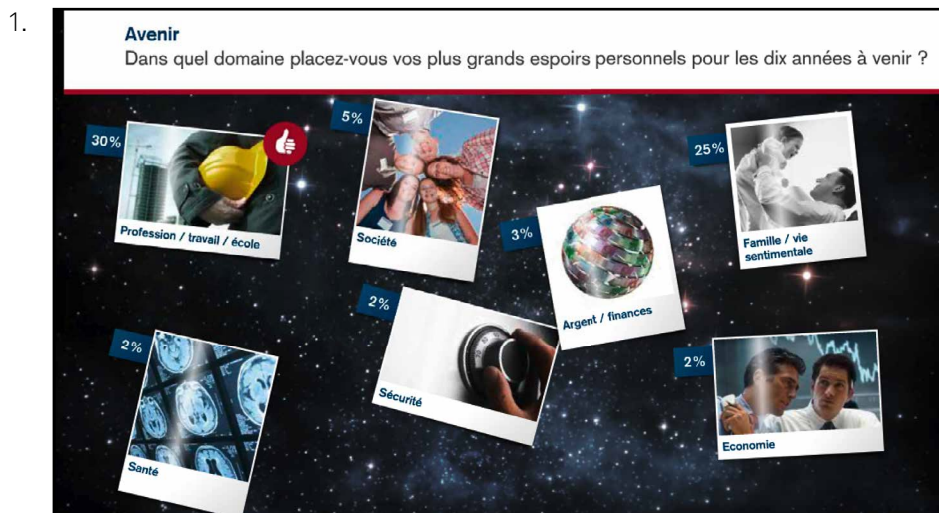 1.
Avenir
Dans quel domaine placez-vous vos plus grands espoirs personnels pour les dix années à venir ?
30%
Profession / travail / école
5%
Société
3%
Argent / finances
25%
Famille / vie
sentimentale
2%
Santé
2%
Sécurité
2%
Economie